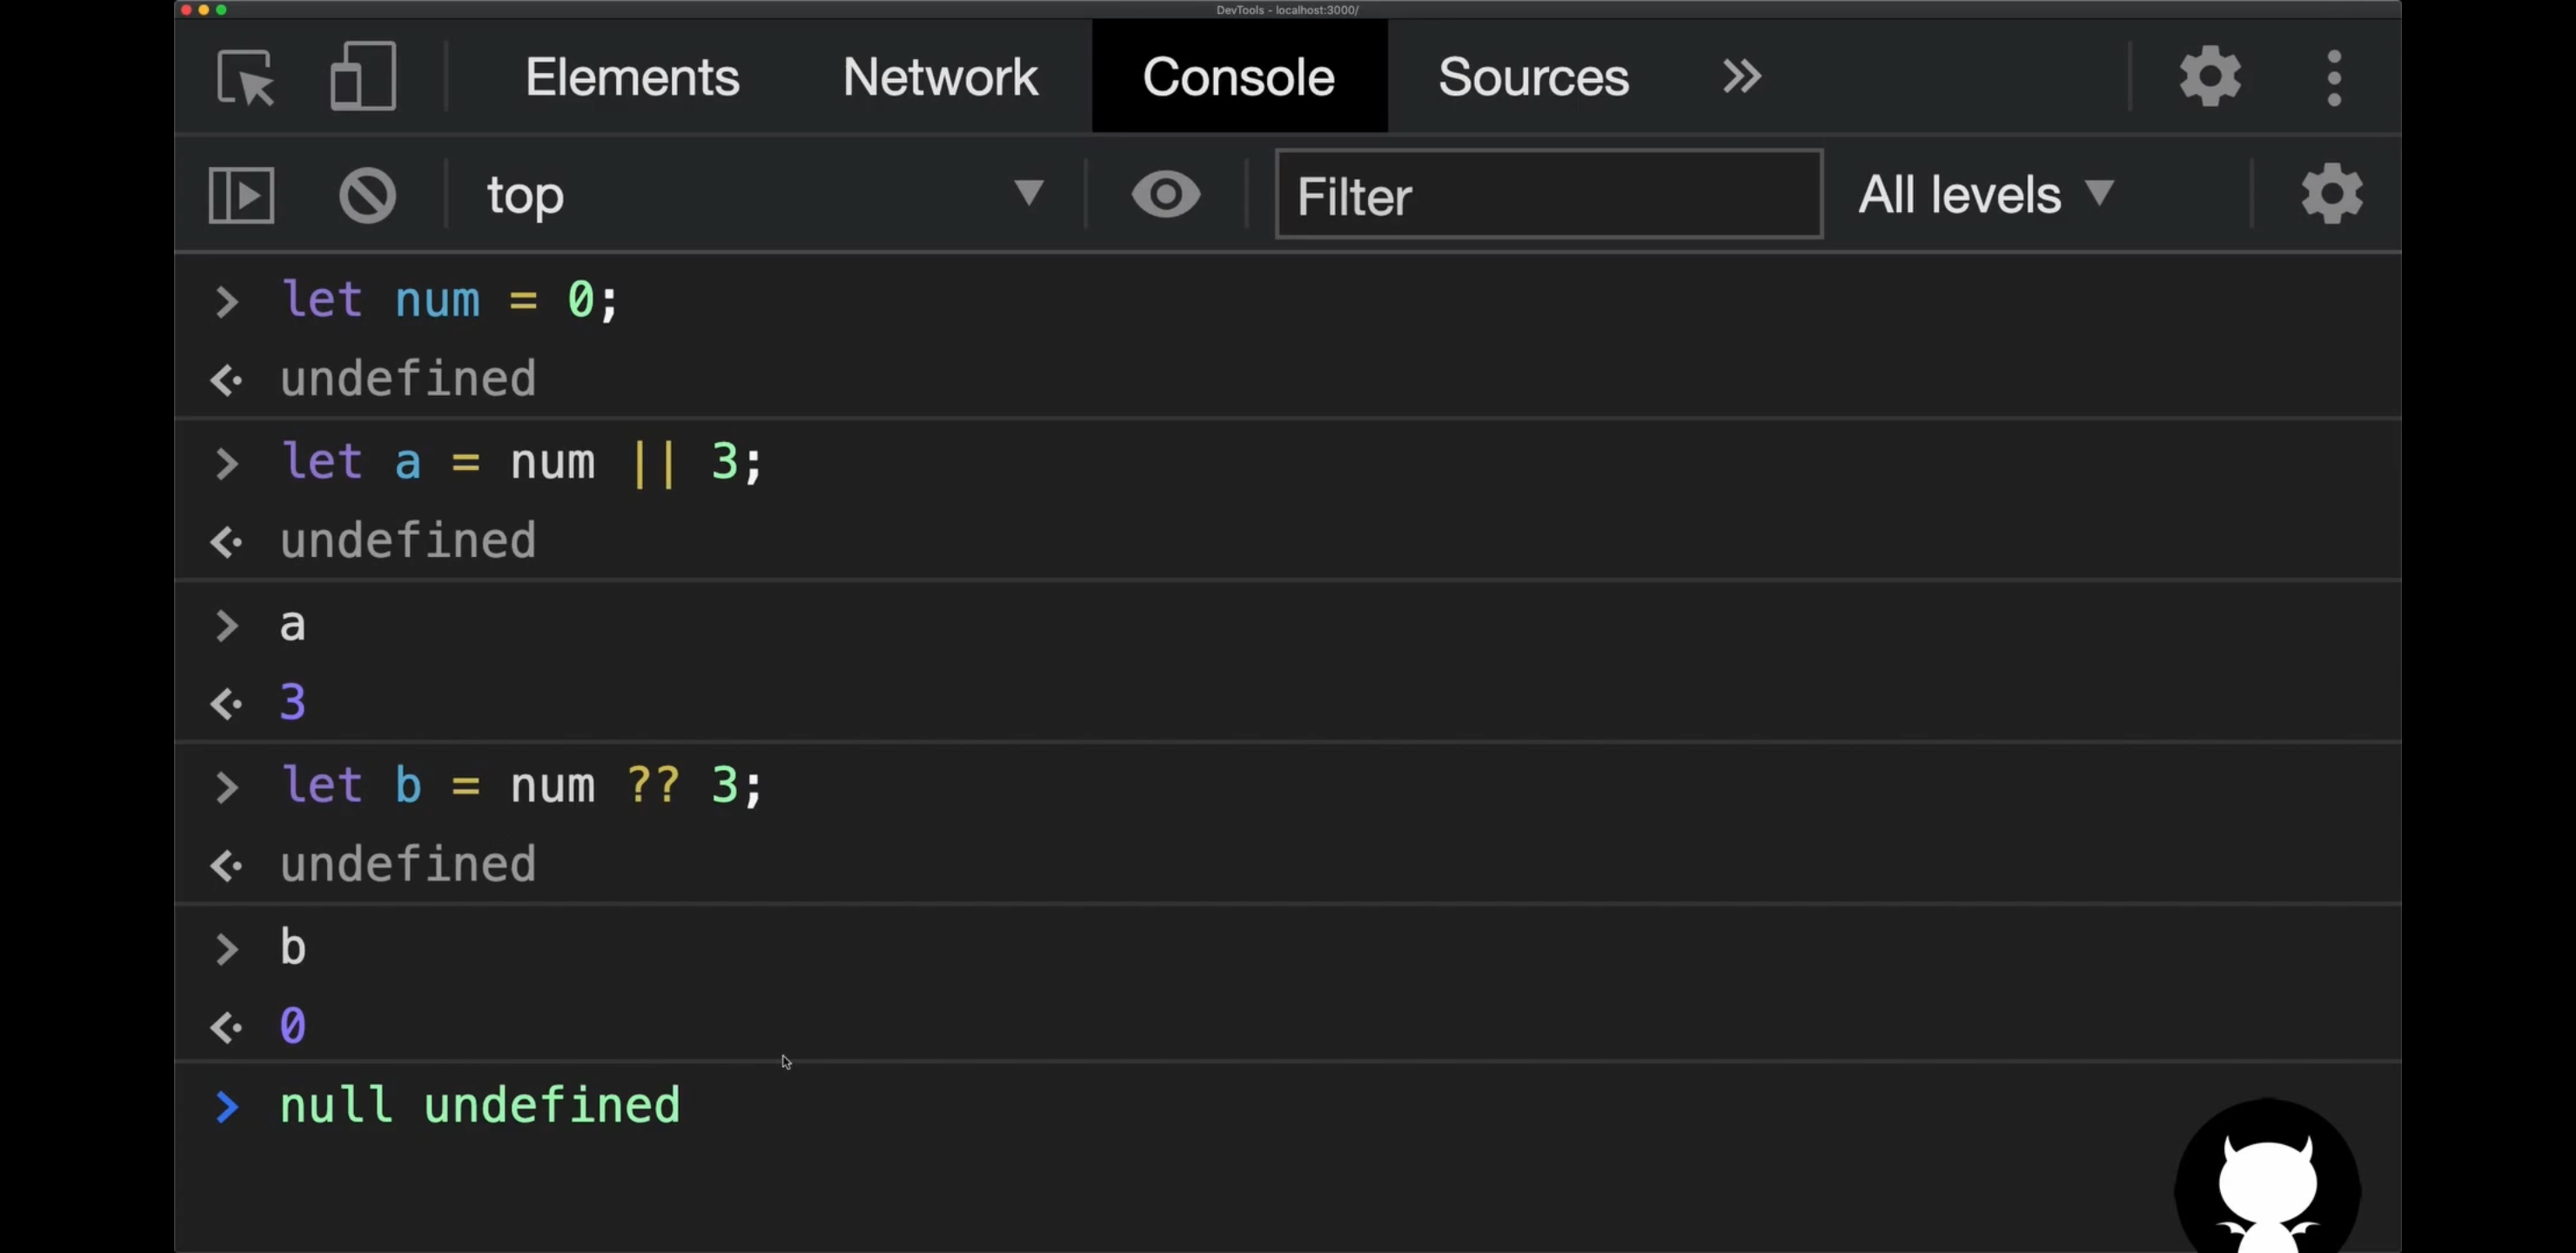 DevTools - localhost:3000/
Elements Network Console Sources
top Filter All levels
let num = 0;
undefined
let a = num || 3;
undefined
a
3
let b = num ?? 3;
undefined
b
0
null undefined